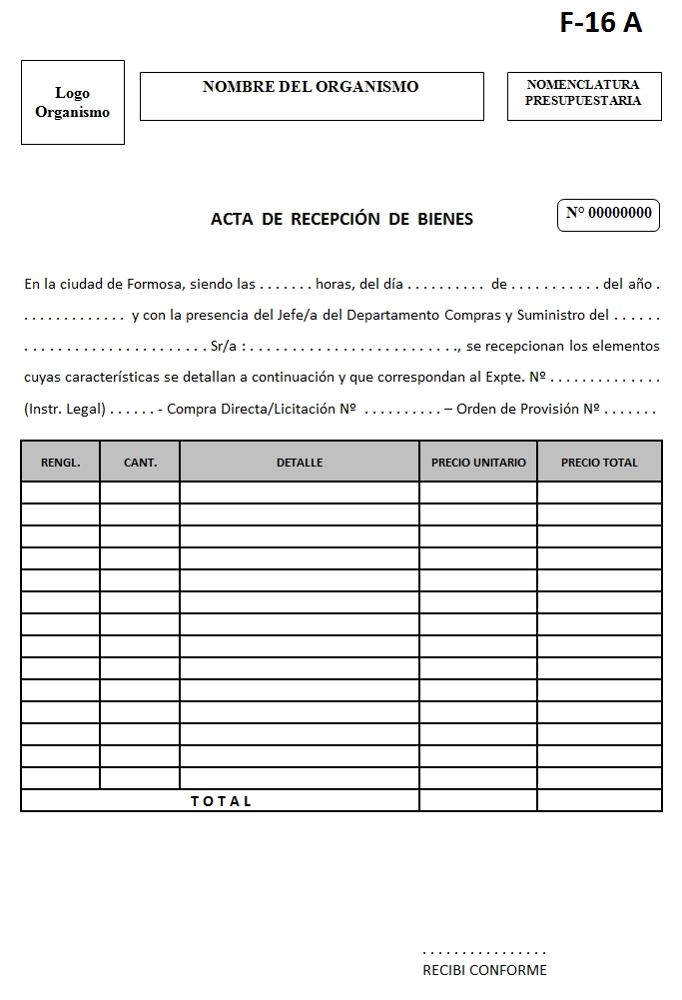 F-16 A
Logo
Organismo
NOMBRE DEL ORGANISMO
NOMENCLATURA
PRESUPUESTARIA
ACTA DE RECEPCIÓN DE BIENES
N° 00000000
En la ciudad de Formosa, siendo las . . . . . . . horas, del día . . . . . . . . . . de . . . . . . . . . . . del año .
. . . . . . . . . . . . . y con la presencia del Jefe/a del Departamento Compras y Suministro del . . . . . .
. . . . . . . . . . . . . . . . . . . . . . . Sr/a : . . . . . . . . . . . . . . . . . . . . . . . . . ., se recepcionan los elementos
cuyas características se detallan a continuación y que correspondan al Expte. Nº . . . . . . . . . . . . . .
(Instr. Legal) . . . . . . - Compra Directa/Licitación Nº . . . . . . . . . . – Orden de Provisión Nº . . . . . . .
RENGL. CANT. DETALLE PRECIO UNITARIO PRECIO TOTAL
T O T A L
. . . . . . . . . . . . . . . .
RECIBI CONFORME